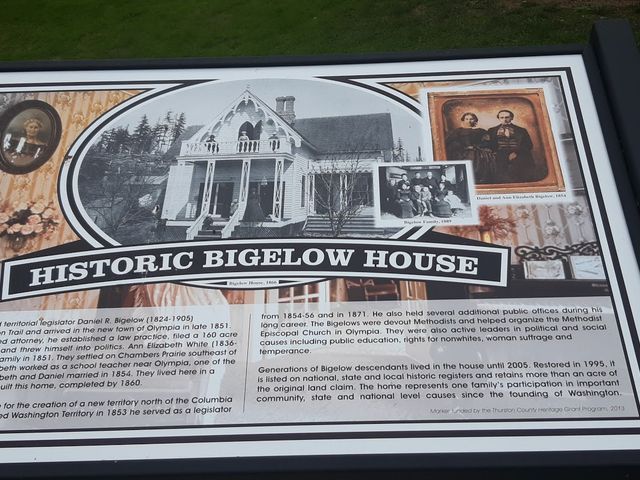 Daniel and Ann Elizabeth Bigelow, 1854
Bigelow Family, 1889
HISTORIC BIGELOW HOUSE
Bigelow House, 1866
territorial legislator Daniel R. Bigelow (1824-1905)
on Trail and arrived in the new town of Olympia in late 1851.
ed attorney, he established a law practice, filed a 160 acre
and threw himself into politics. Ann Elizabeth White (1836-
amily in 1851. They settled on Chambers Prairie southeast of
beth worked as a school teacher near Olympia, one of the
beth and Daniel married in 1854. They lived here in a
uilt this home, completed by 1860.
for the creation of a new territory north of the Columbia
ed Washington Territory in 1853 he served as a legislator
from 1854-56 and in 1871. He also held several additional public offices during his
long career. The Bigelows were devout Methodists and helped organize the Methodist
Episcopal Church in Olympia. They were also active leaders in political and social
causes including public education, rights for nonwhites, woman suffrage and
temperance.
Generations of Bigelow descendants lived in the house until 2005. Restored in 1995, it
is listed on national, state and local historic registers and retains more than an acre of
the original land claim. The home represents one family's participation in important
community, state and national level causes since the founding of Washington.
Marker funded by the Thurston County Heritage Grant Program, 2013